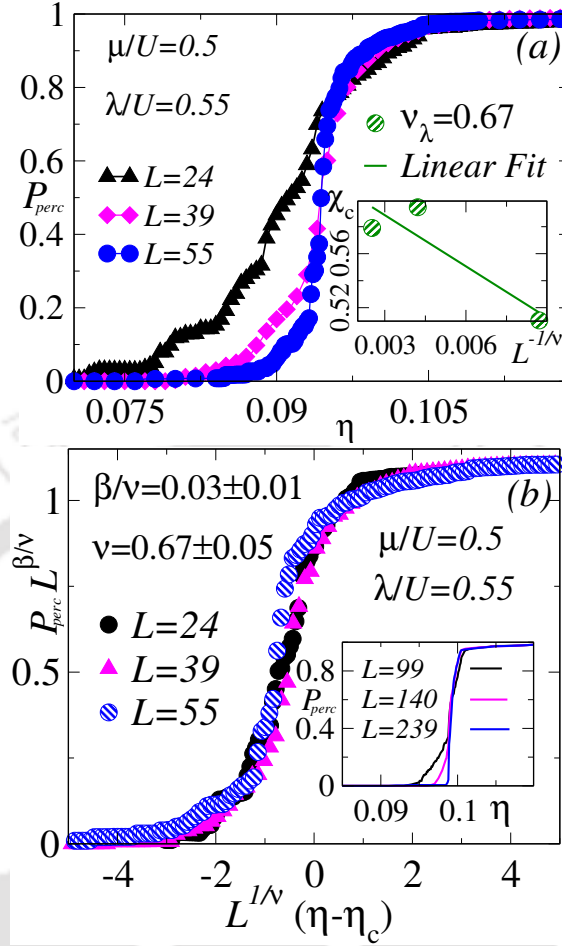 1
0.8
0.6
0.4
0.2
0
P_perc
(a)
μ/U=0.5
λ/U=0.55
L=24
L=39
L=55
ν_λ=0.67
Linear Fit
χ_c
0.56
0.52
0.003
0.006
L^{-1/ν}
0.075
0.09
0.105
η
(b)
β/ν=0.03±0.01
ν=0.67±0.05
μ/U=0.5
λ/U=0.55
L=24
L=39
L=55
1
0.5
0
P_perc L^{β/ν}
L=99
L=140
L=239
P_perc
0.8
0.4
0
0.09
0.1
η
-4
-2
0
2
4
L^{1/ν} (η-η_c)